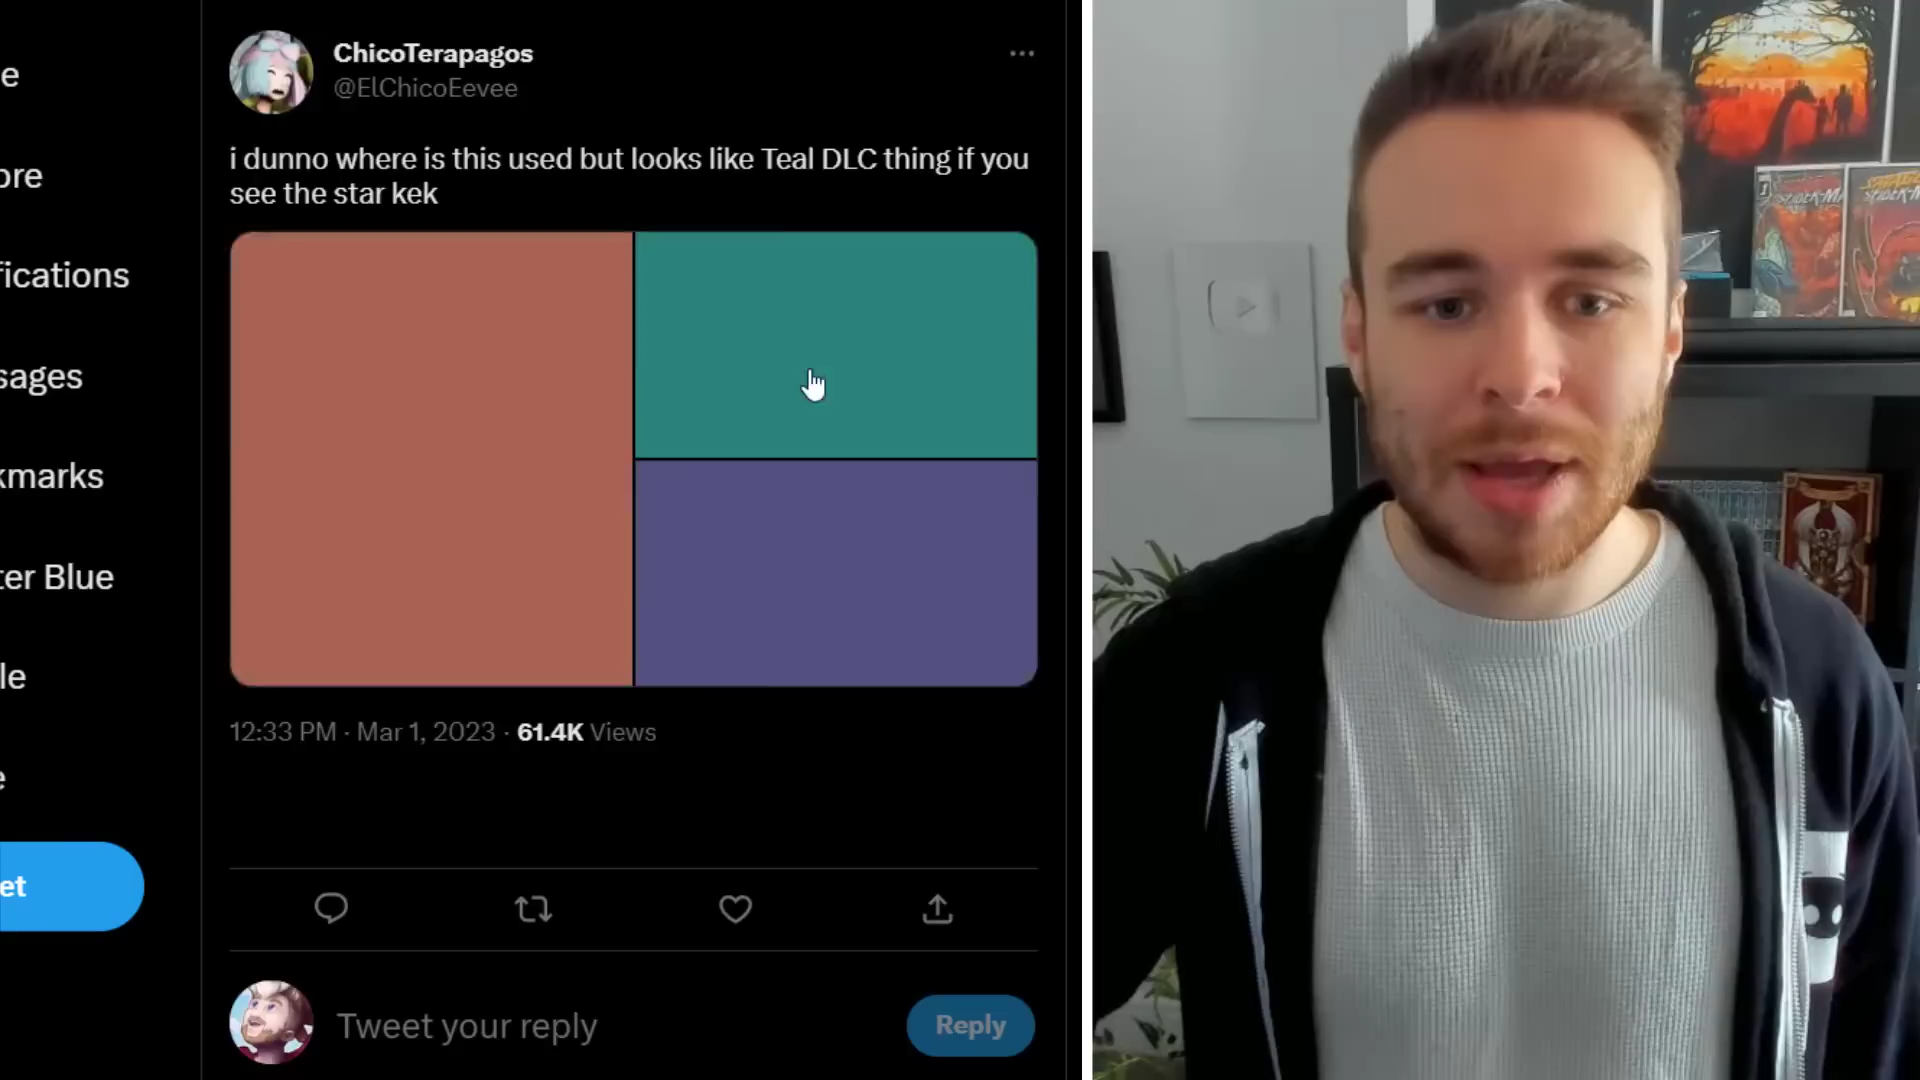 ChicoTerapagos
@ElChicoEevee
i dunno where is this used but looks like Teal DLC thing if you
see the star kek
12:33 PM · Mar 1, 2023 · 61.4K Views
Tweet your reply
Reply
e
ore
fications
sages
kmarks
ter Blue
le
e
et
SPIDER-M